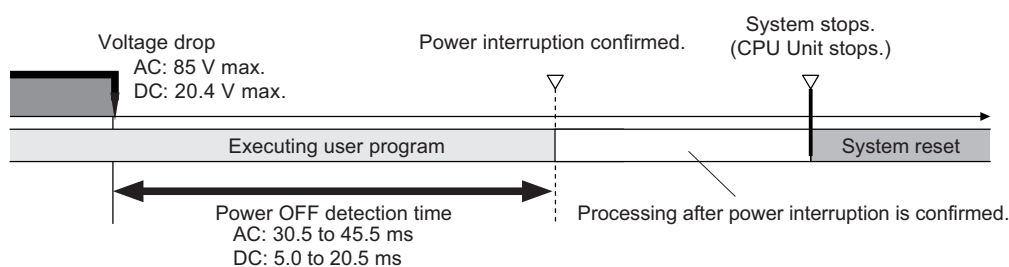 System stops.
(CPU Unit stops.)
Voltage drop
AC: 85 V max.
DC: 20.4 V max.
Power interruption confirmed.
Executing user program
System reset
Power OFF detection time
AC: 30.5 to 45.5 ms
DC: 5.0 to 20.5 ms
Processing after power interruption is confirmed.